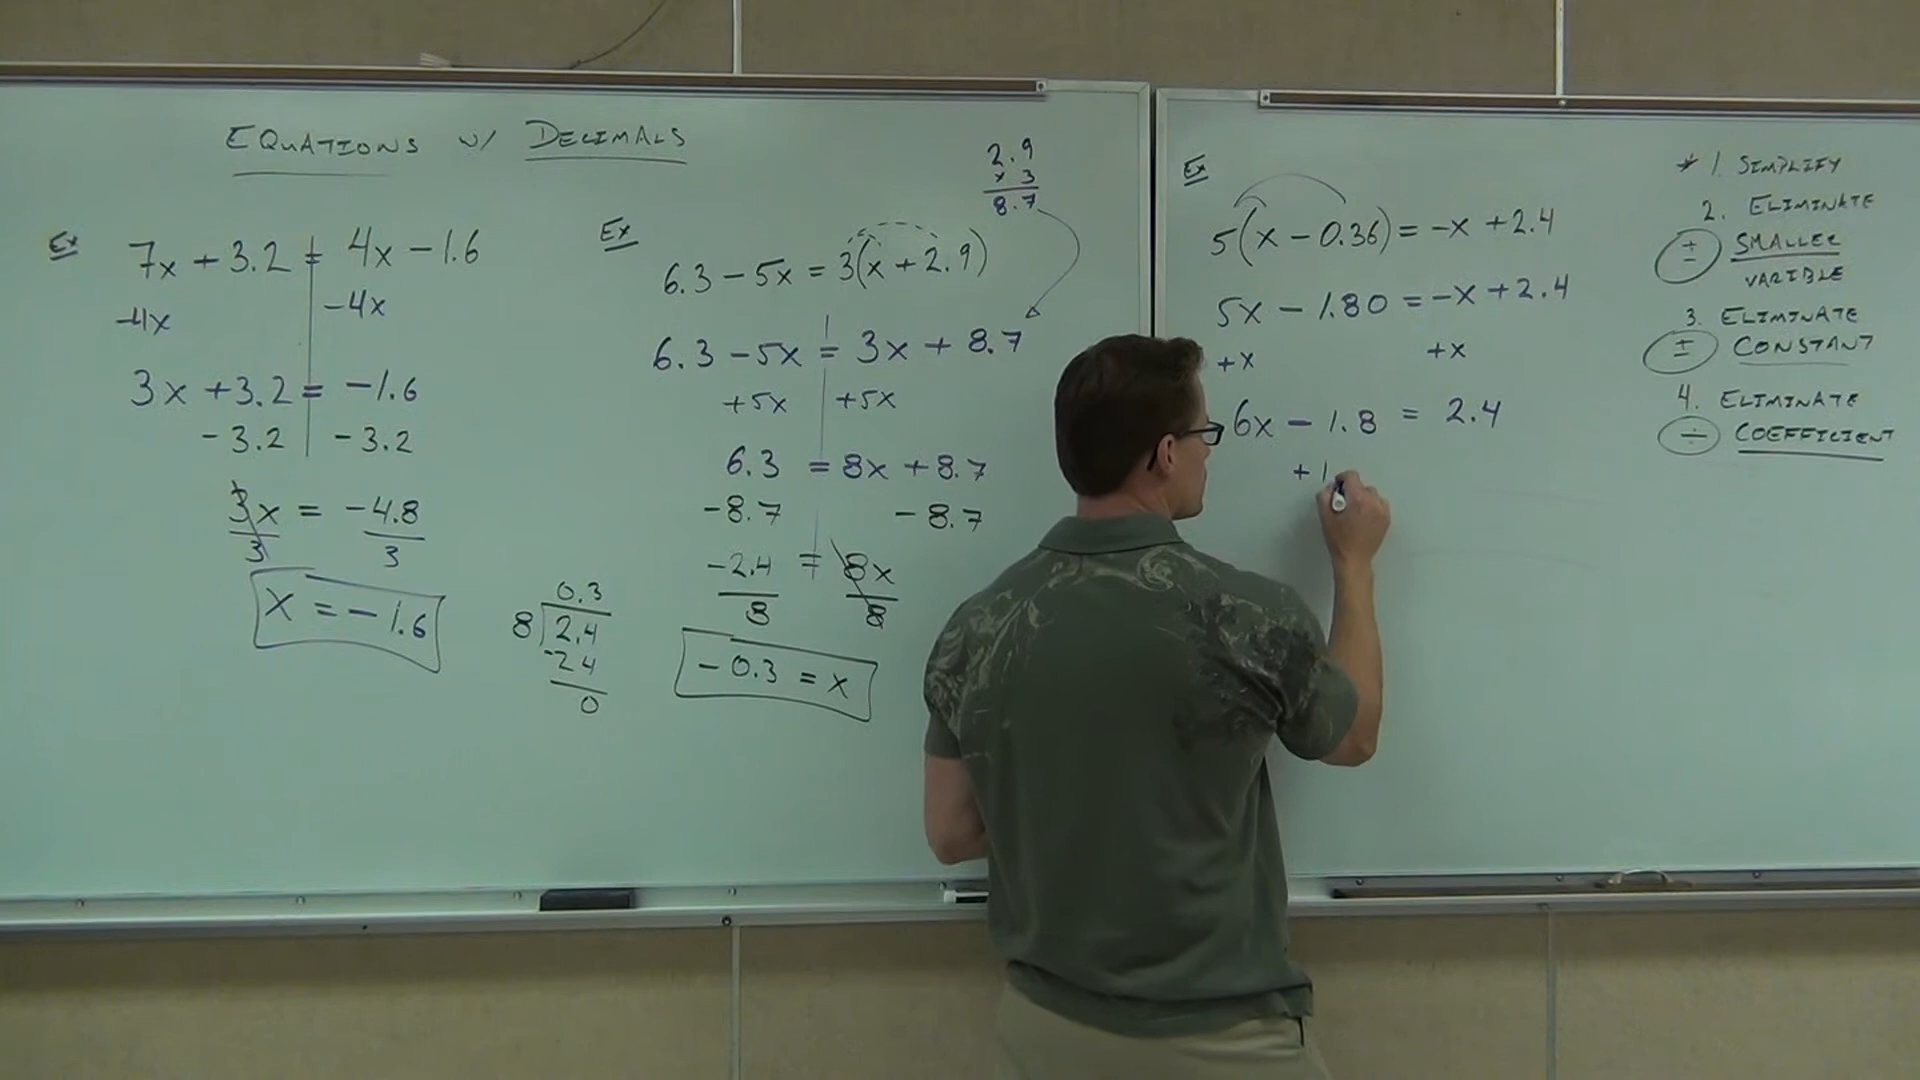 EQUATIONS W/ DECIMALS
Ex
7x + 3.2 = 4x - 1.6
-4x -4x
3x + 3.2 = -1.6
- 3.2 - 3.2
3x = -4.8
3 3
x = -1.6
Ex
2.9
x 3
8.7
6.3 - 5x = 3(x + 2.9)
6.3 - 5x = 3x + 8.7
+5x +5x
6.3 = 8x + 8.7
-8.7 -8.7
-2.4 = 8x
8 8
-0.3 = x
0.3
8 2.4
-24
0
Ex
5(x - 0.36) = -x + 2.4
5x - 1.80 = -x + 2.4
+x +x
6x - 1.8 = 2.4
+ 1
* 1. SIMPLIFY
2. ELIMINATE
± SMALLER
VARIABLE
3. ELIMINATE
± CONSTANT
4. ELIMINATE
÷ COEFFICIENT